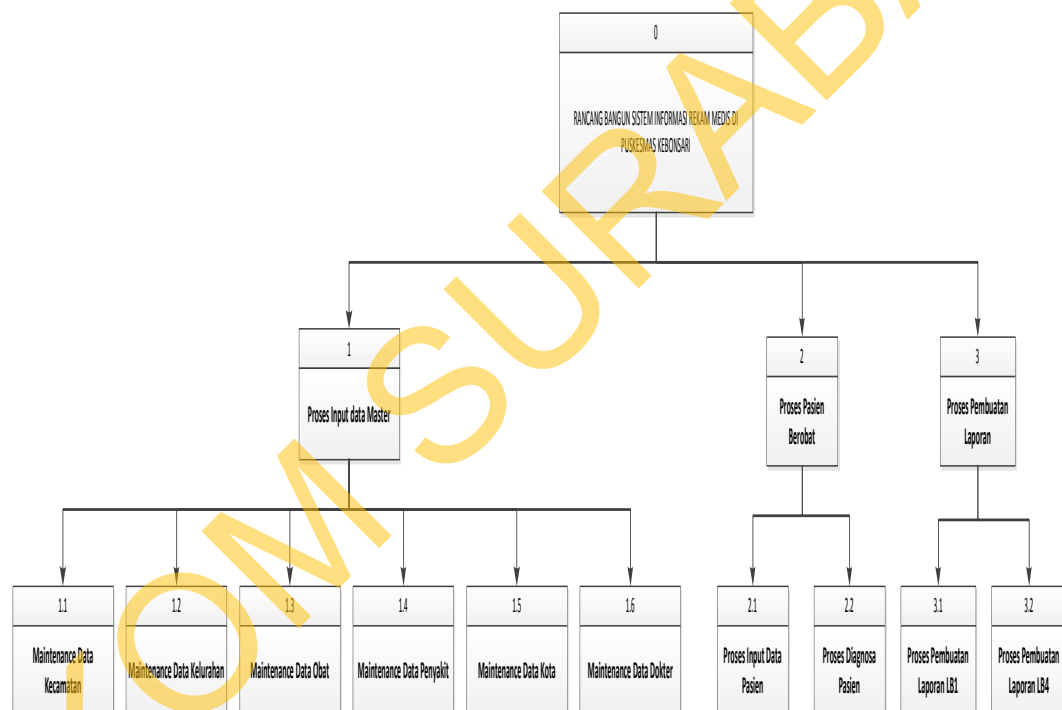 0
RANCANG BANGUN SISTEM INFORMASI REKAM MEDIS DI
PUSKESMAS KEBONSARI
1
Proses Input data Master
2
Proses Pasien
Berobat
3
Proses Pembuatan
Laporan
1.1
Maintenance Data
Kecamatan
1.2
Maintenance Data Kelurahan
1.3
Maintenance Data Obat
1.4
Maintenance Data Penyakit
1.5
Maintenance Data Kota
1.6
Maintenance Data Dokter
2.1
Proses Input Data
Pasien
2.2
Proses Diagnosa
Pasien
3.1
Proses Pembuatan
Laporan LB1
3.2
Proses Pembuatan
Laporan LB4
OM SURABA